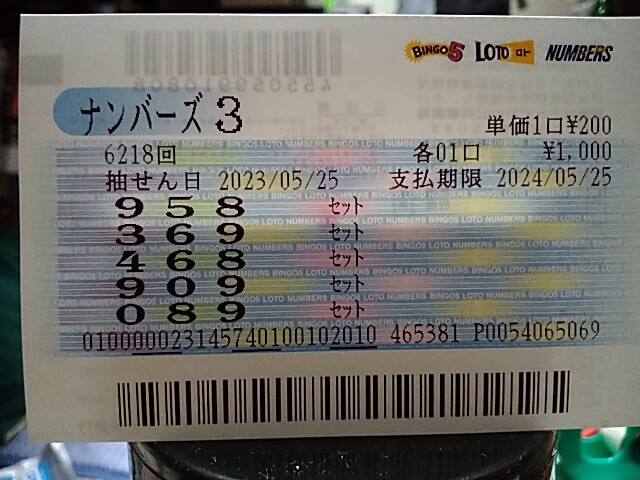 BINGO5 LOTO ロト NUMBERS
45505910808
ナンバーズ3
単価1口¥200
6218回 各01口 ¥1,000
抽せん日 2023/05/25 支払期限 2024/05/25
958 セット
369 セット
468 セット
909 セット
089 セット
010000023145740100102010 465381 P0054065069